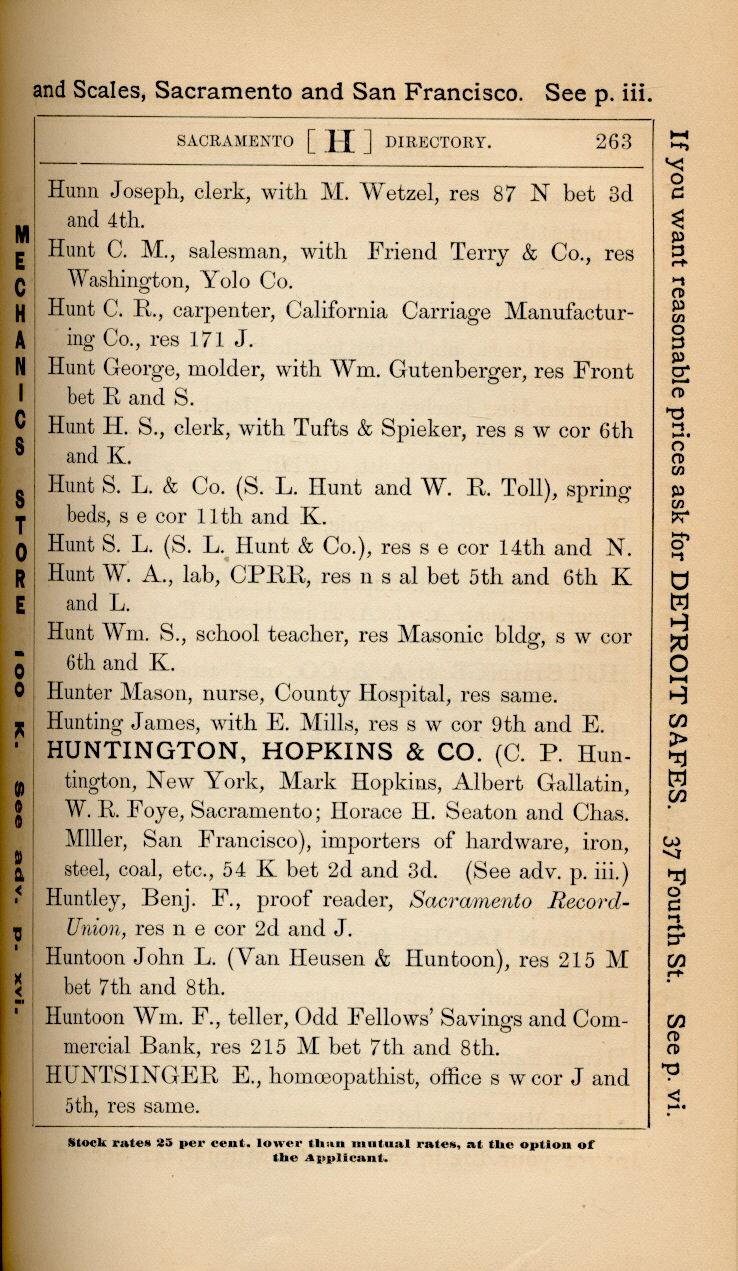 and Scales, Sacramento and San Francisco. See p. iii.
SACRAMENTO [ H ] DIRECTORY. 263
Hunn Joseph, clerk, with M. Wetzel, res 87 N bet 3d
and 4th.
Hunt C. M., salesman, with Friend Terry & Co., res
Washington, Yolo Co.
Hunt C. R., carpenter, California Carriage Manufactur-
ing Co., res 171 J.
Hunt George, molder, with Wm. Gutenberger, res Front
bet R and S.
Hunt H. S., clerk, with Tufts & Spieker, res s w cor 6th
and K.
Hunt S. L. & Co. (S. L. Hunt and W. R. Toll), spring
beds, s e cor 11th and K.
Hunt S. L. (S. L. Hunt & Co.), res s e cor 14th and N.
Hunt W. A., lab, CPRR, res n s al bet 5th and 6th K
and L.
Hunt Wm. S., school teacher, res Masonic bldg, s w cor
6th and K.
Hunter Mason, nurse, County Hospital, res same.
Hunting James, with E. Mills, res s w cor 9th and E.
HUNTINGTON, HOPKINS & CO. (C. P. Hun-
tington, New York, Mark Hopkins, Albert Gallatin,
W. R. Foye, Sacramento; Horace H. Seaton and Chas.
MIller, San Francisco), importers of hardware, iron,
steel, coal, etc., 54 K bet 2d and 3d. (See adv. p. iii.)
Huntley, Benj. F., proof reader, Sacramento Record-
Union, res n e cor 2d and J.
Huntoon John L. (Van Heusen & Huntoon), res 215 M
bet 7th and 8th.
Huntoon Wm. F., teller, Odd Fellows' Savings and Com-
mercial Bank, res 215 M bet 7th and 8th.
HUNTSINGER E., homœopathist, office s w cor J and
5th, res same.
Stock rates 25 per cent. lower than mutual rates, at the option of
the Applicant.
MECHANICS STORE 100 K. See adv. p. xvi.
If you want reasonable prices ask for DETROIT SAFES. 37 Fourth St. See p. vi.